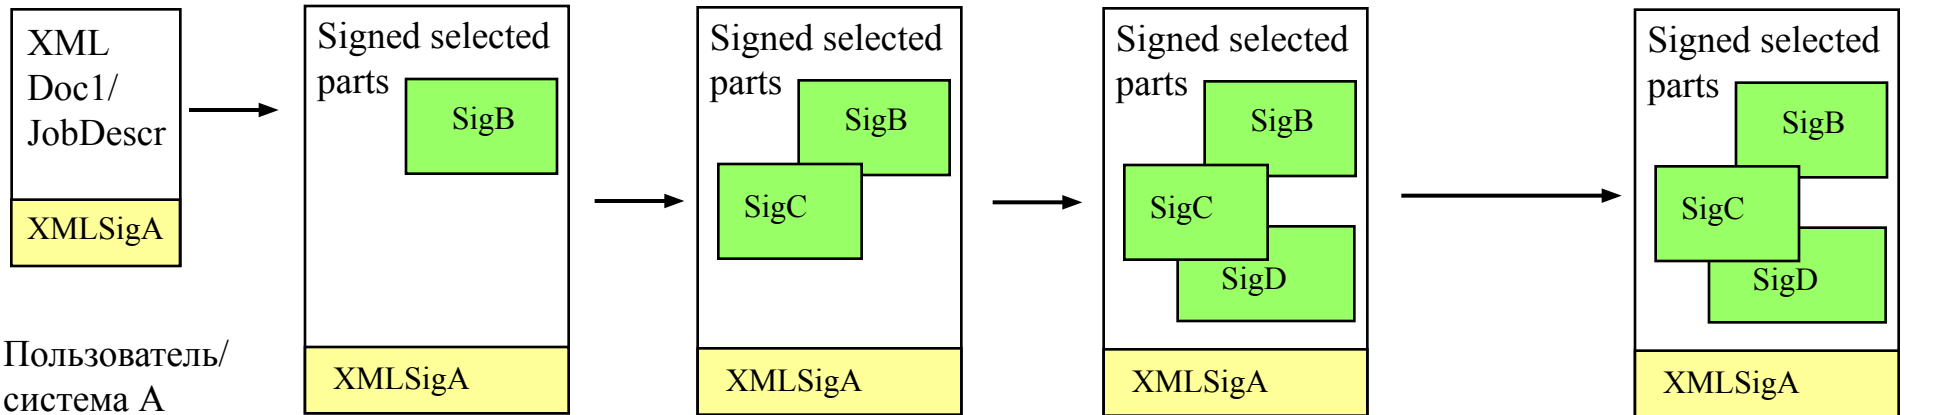 XML
Doc1/
JobDescr
XMLSigA
Пользователь/
система А
Signed selected
parts
SigB
XMLSigA
Signed selected
parts
SigB
SigC
XMLSigA
Signed selected
parts
SigB
SigC
SigD
XMLSigA
Signed selected
parts
SigB
SigC
SigD
XMLSigA